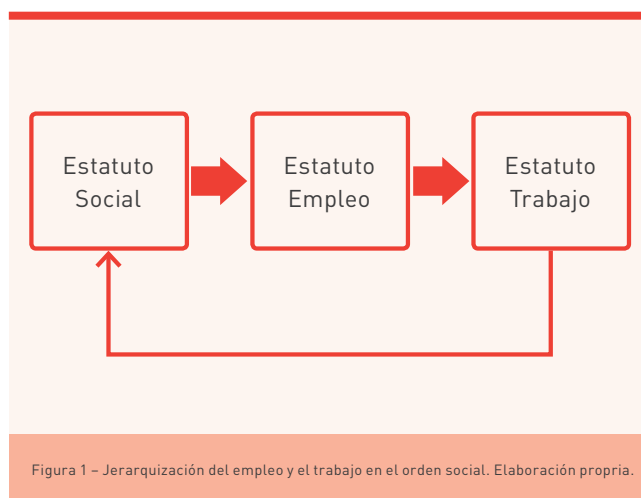 Estatuto
Social
Estatuto
Empleo
Estatuto
Trabajo
Figura 1 – Jerarquización del empleo y el trabajo en el orden social. Elaboración propria.